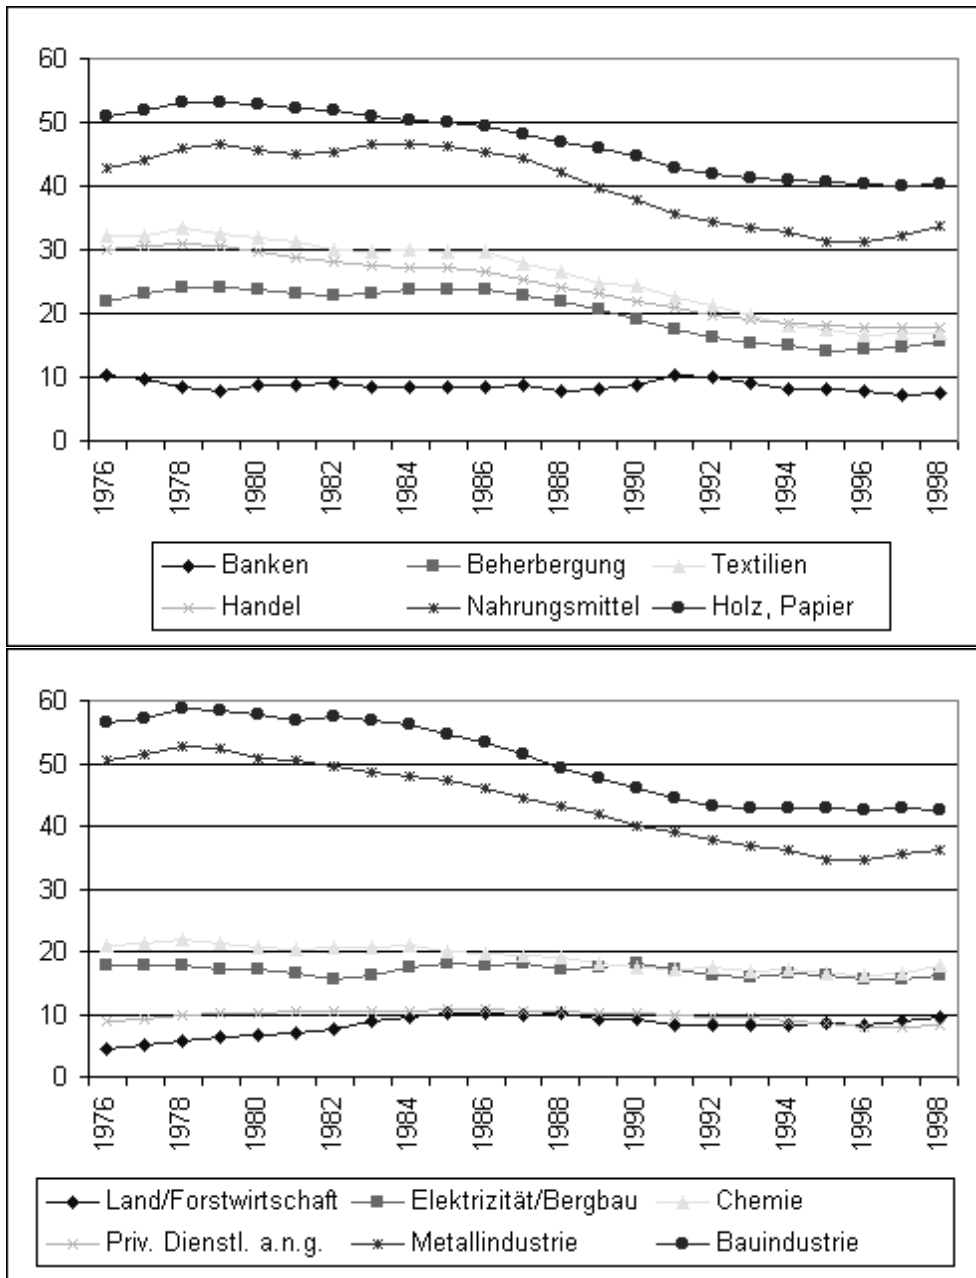 60
50
40
30
20
10
0
1976 1978 1980 1982 1984 1986 1988 1990 1992 1994 1996 1998
Banken Beherbergung Textilien
Handel Nahrungsmittel Holz, Papier
60
50
40
30
20
10
0
1976 1978 1980 1982 1984 1986 1988 1990 1992 1994 1996 1998
Land/Forstwirtschaft Elektrizität/Bergbau Chemie
Priv. Dienstl. a.n.g. Metallindustrie Bauindustrie